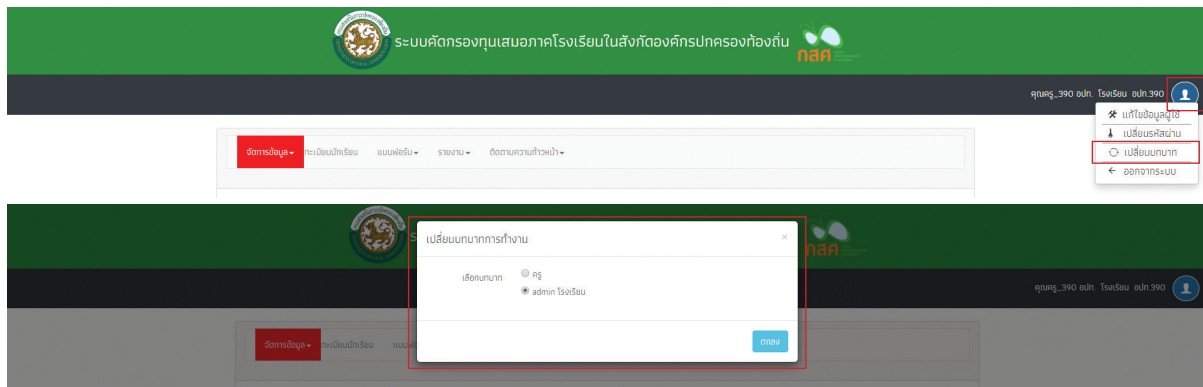 ระบบคัดกรองทุนเสมอภาคโรงเรียนในสังกัดองค์กรปกครองท้องถิ่น
กสศ
คุณครู_390 อปท. โรงเรียน อปท.390
แก้ไขข้อมูลผู้ใช้
เปลี่ยนรหัสผ่าน
เปลี่ยนบทบาท
ออกจากระบบ
จัดการข้อมูล ทะเบียนนักเรียน แบบฟอร์ม รายงาน ติดตามความก้าวหน้า
กสศ
เปลี่ยนบทบาทการทำงาน ×
เลือกบทบาท
ครู
admin โรงเรียน
ตกลง
คุณครู_390 อปท. โรงเรียน อปท.390
จัดการข้อมูล ทะเบียนนักเรียน